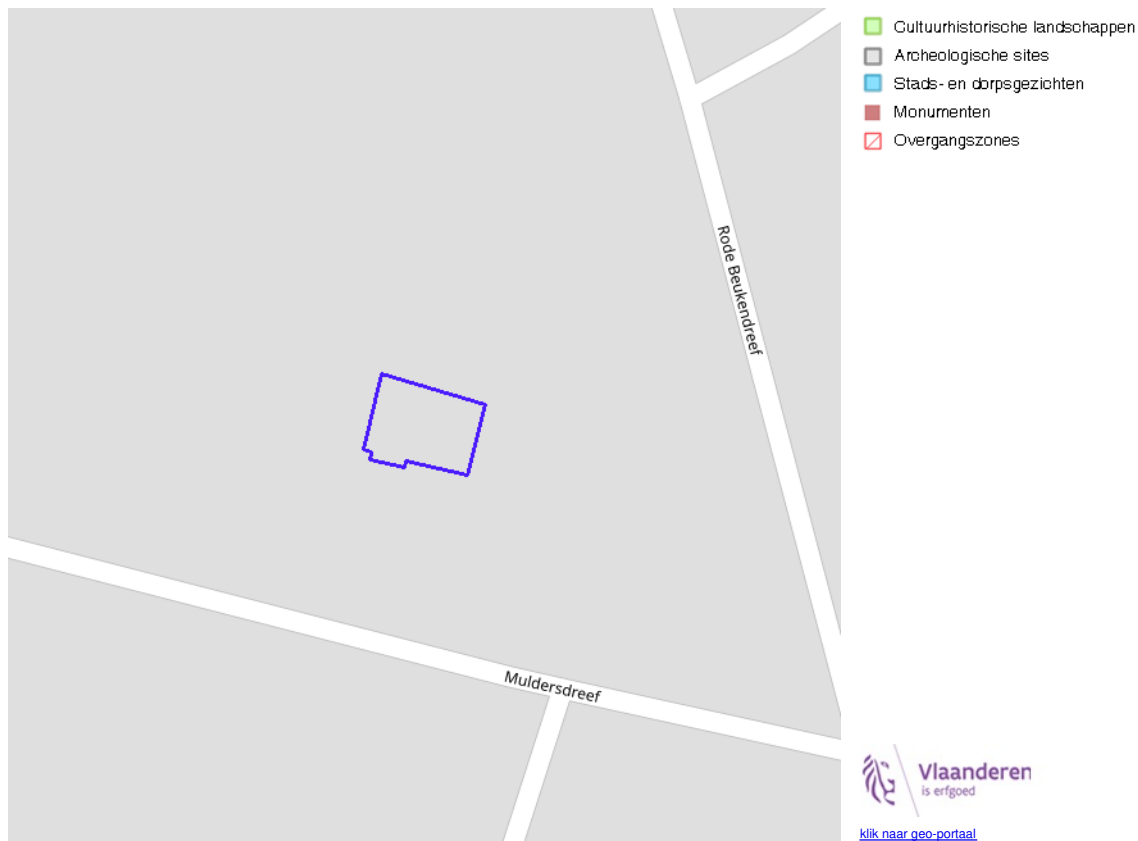 Cultuurhistorische landschappen
Archeologische sites
Stads- en dorpsgezichten
Monumenten
Overgangszones
Rode Beukendreef
Muldersdreef
Vlaanderen
is erfgoed
klik naar geo-portaal